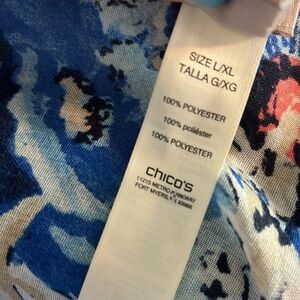 SIZE L/XL
TALLA G/XG
100% POLYESTER
100% poliéster
100% POLYESTER
chico's
11215 METRO PARKWAY
FORT MYERS, FL 33966